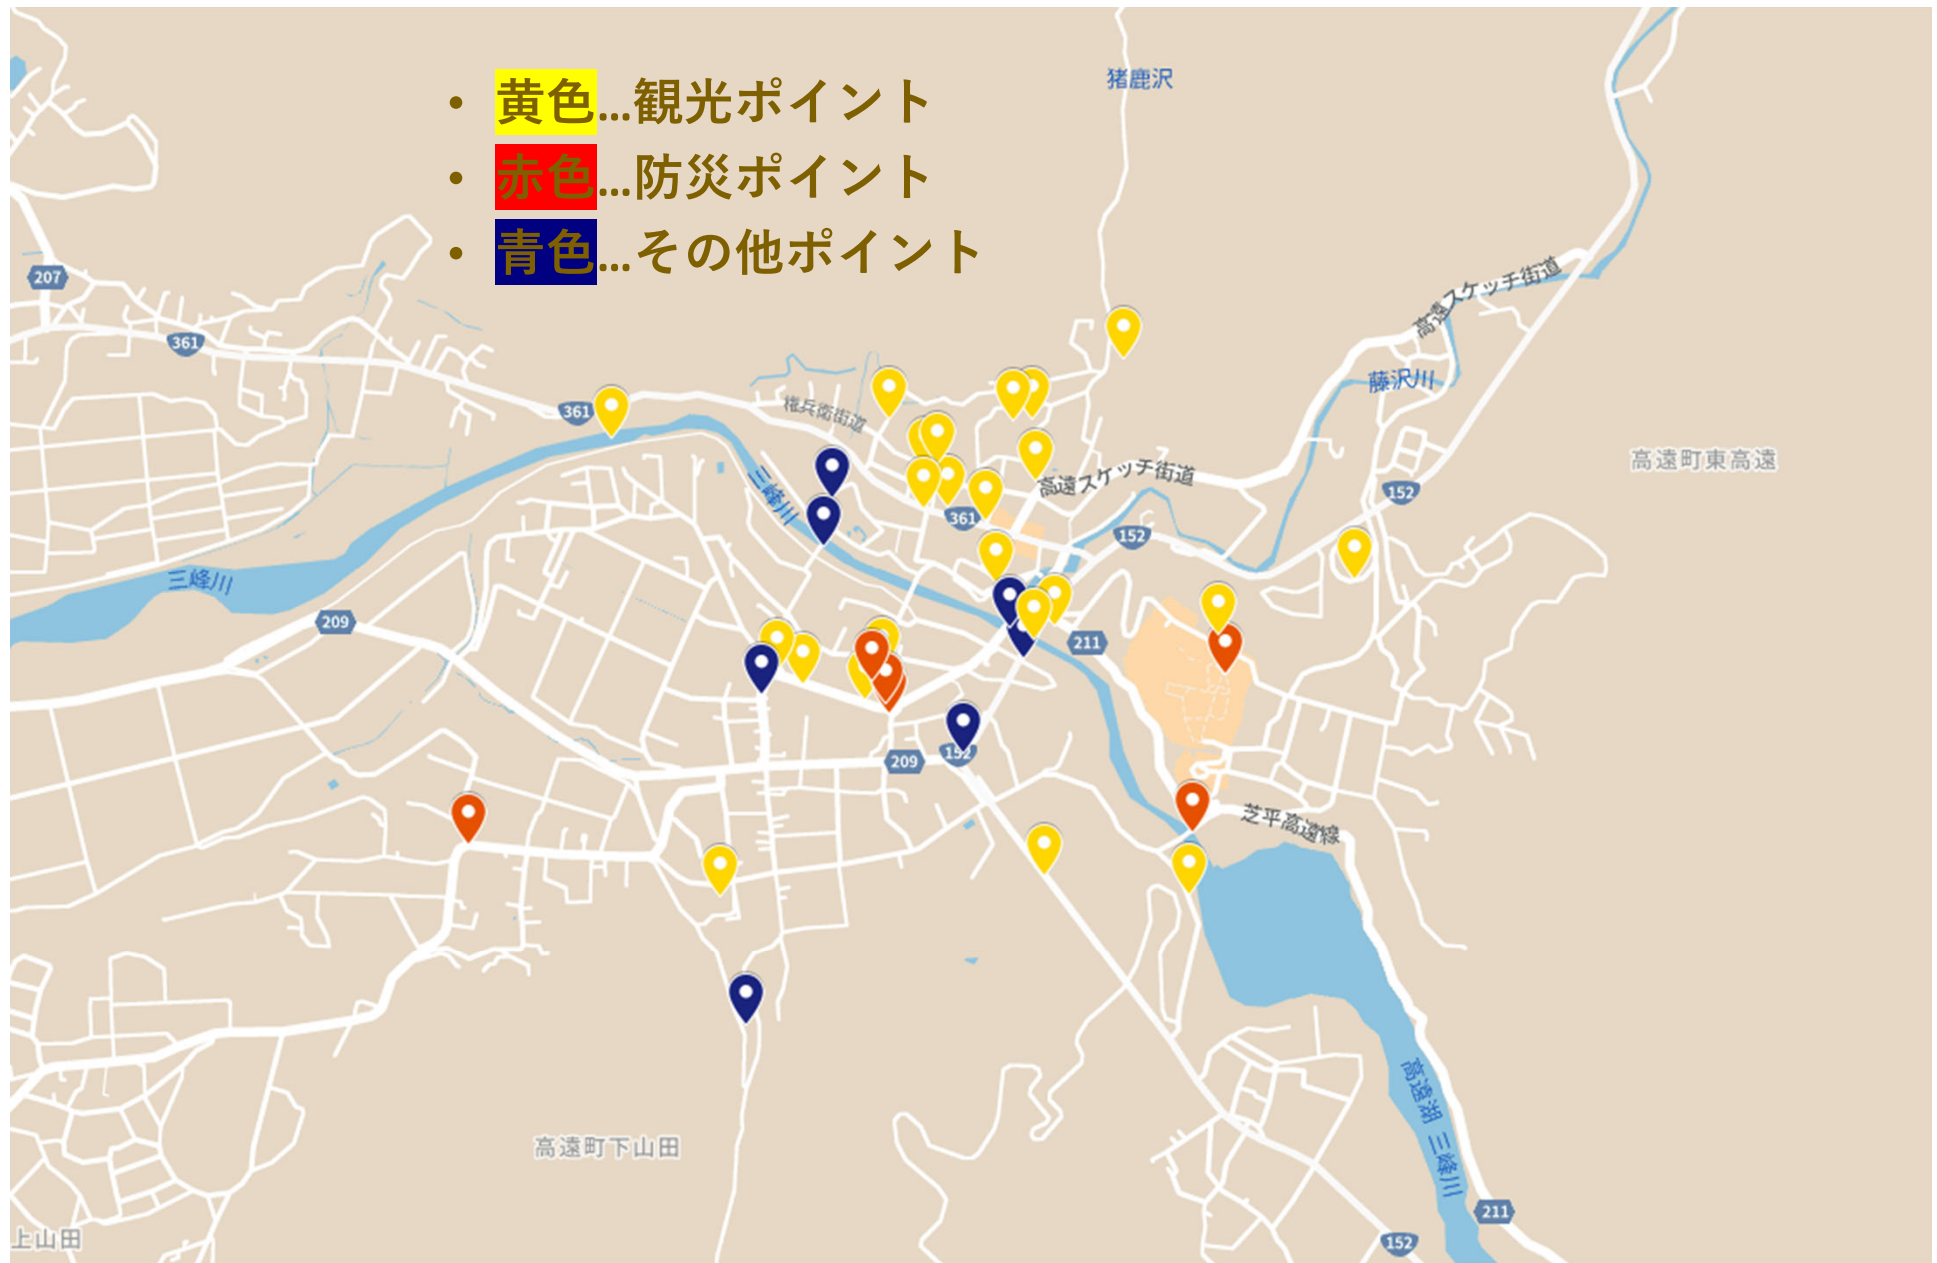 • 黄色...観光ポイント
• 赤色...防災ポイント
• 青色...その他ポイント
猪鹿沢
207
361
高遠スケッチ街道
藤沢川
361
権兵衛街道
高遠町東高遠
三峰川
高遠スケッチ街道
152
361
152
三峰川
209
211
209
152
芝平高遠線
高遠湖
三峰川
高遠町下山田
上山田
211
152